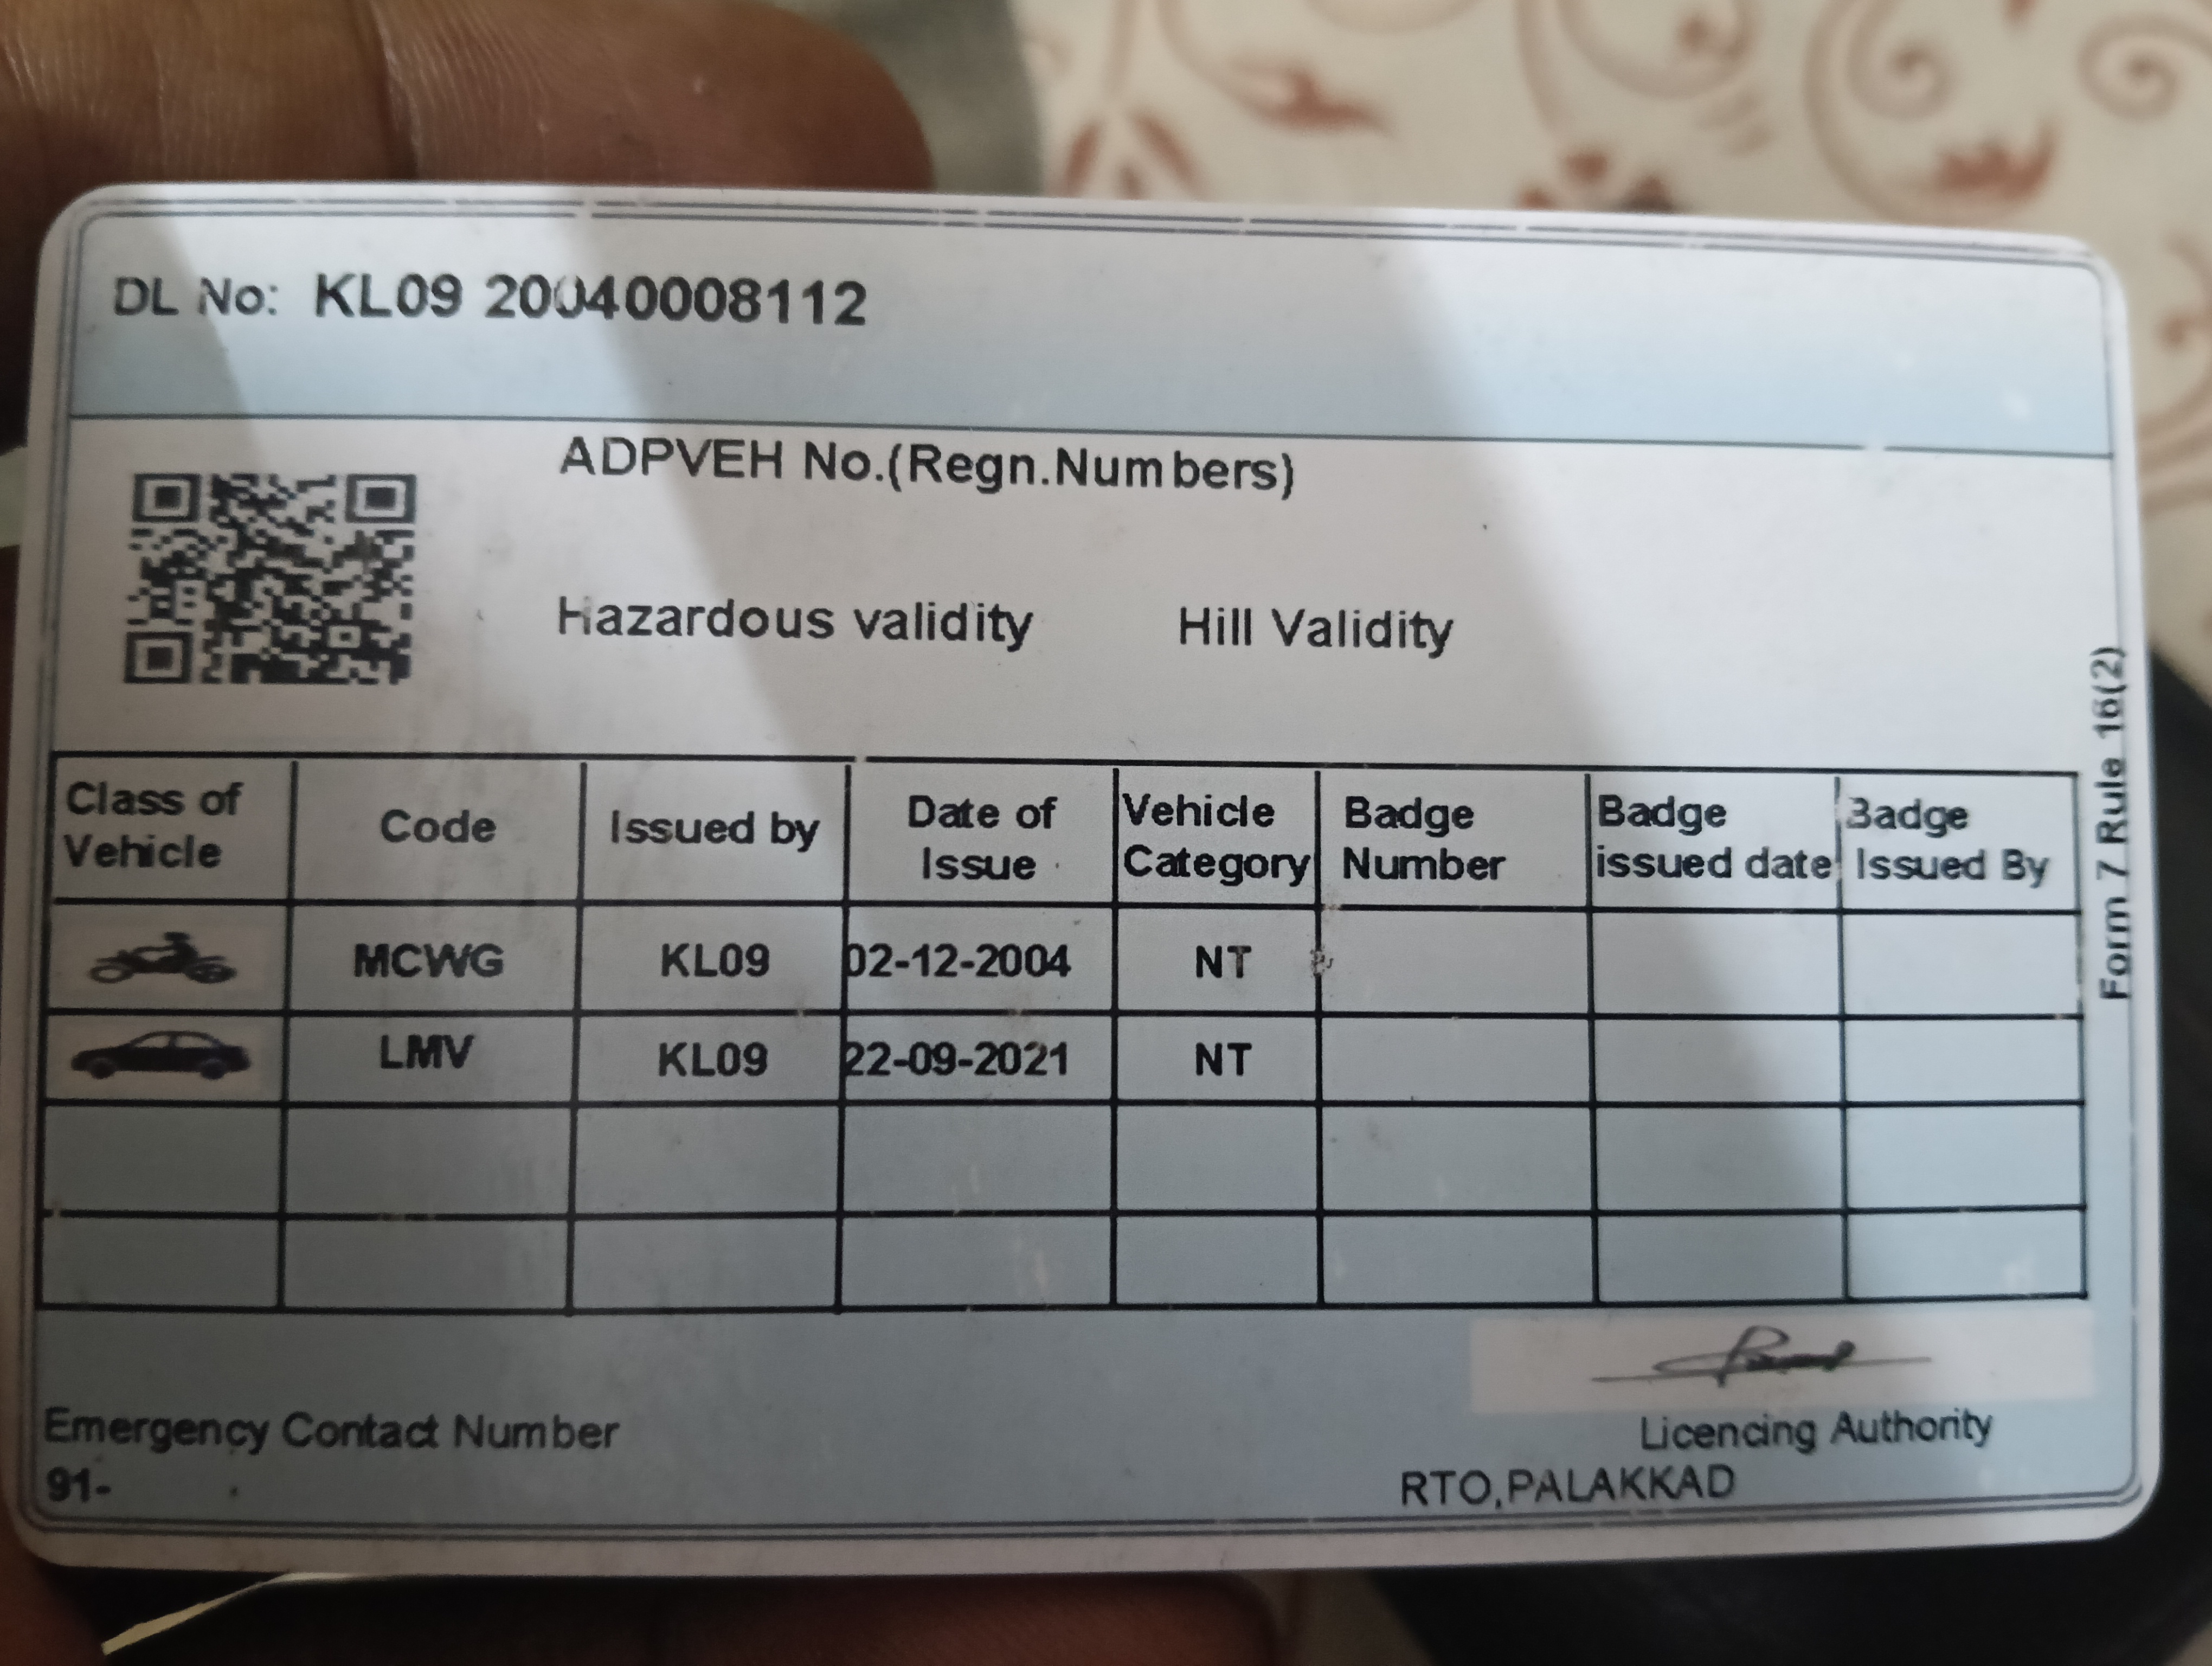 DL No: KL09 20040008112
ADPVEH No.(Regn.Numbers)
Hazardous validity Hill Validity
Class of Vehicle Code Issued by Date of Issue Vehicle Category Badge Number Badge issued date Badge Issued By
MCWG KL09 02-12-2004 NT
LMV KL09 22-09-2021 NT
Form 7 Rule 16(2)
Emergency Contact Number
91-
Licencing Authority
RTO,PALAKKAD